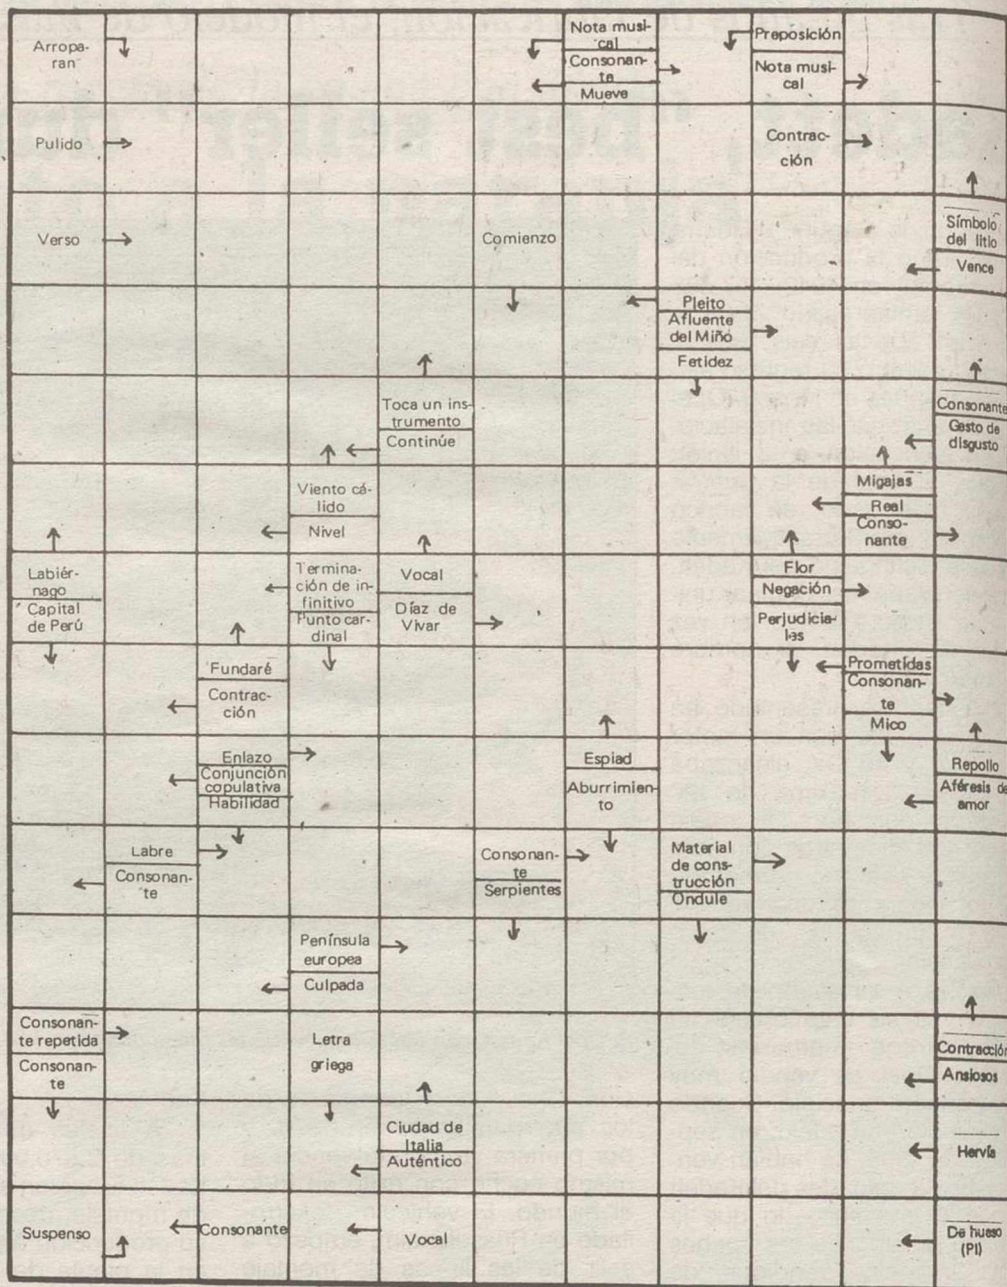 Arropa-
ran
Nota musi-
cal
Consonan-
te
Mueve
Preposición
Nota musi-
cal
Pulido
Contrac-
ción
Verso
Comienzo
Símbolo
del litio
Vence
Pleito
Afluente
del Miñó
Fetidez
Toca un ins-
trumento
Continúe
Consonante
Gesto de
disgusto
Viento cá-
lido
Nivel
Migajas
Real
Conso-
nante
Labiér-
nago
Capital
de Perú
Terminа-
ción de in-
finitivo
Punto car-
dinal
Vocal
Díaz de
Vivar
Flor
Negación
Perjudicia-
les
Fundaré
Contrac-
ción
Prometidas
Consonan-
te
Mico
Enlazo
Conjunción
copulativa
Habilidad
Espiad
Aburrimien-
to
Repollo
Aféresis de
amor
Labre
Consonan-
te
Consonan-
te
Serpientes
Material
de cons-
trucción
Ondule
Península
europea
Culpada
Consonan-
te repetida
Consonan-
te
Letra
griega
Contracción
Ansiosos
Ciudad de
Italia
Auténtico
Hervía
Suspenso
Consonante
Vocal
De hueso
(Pl)